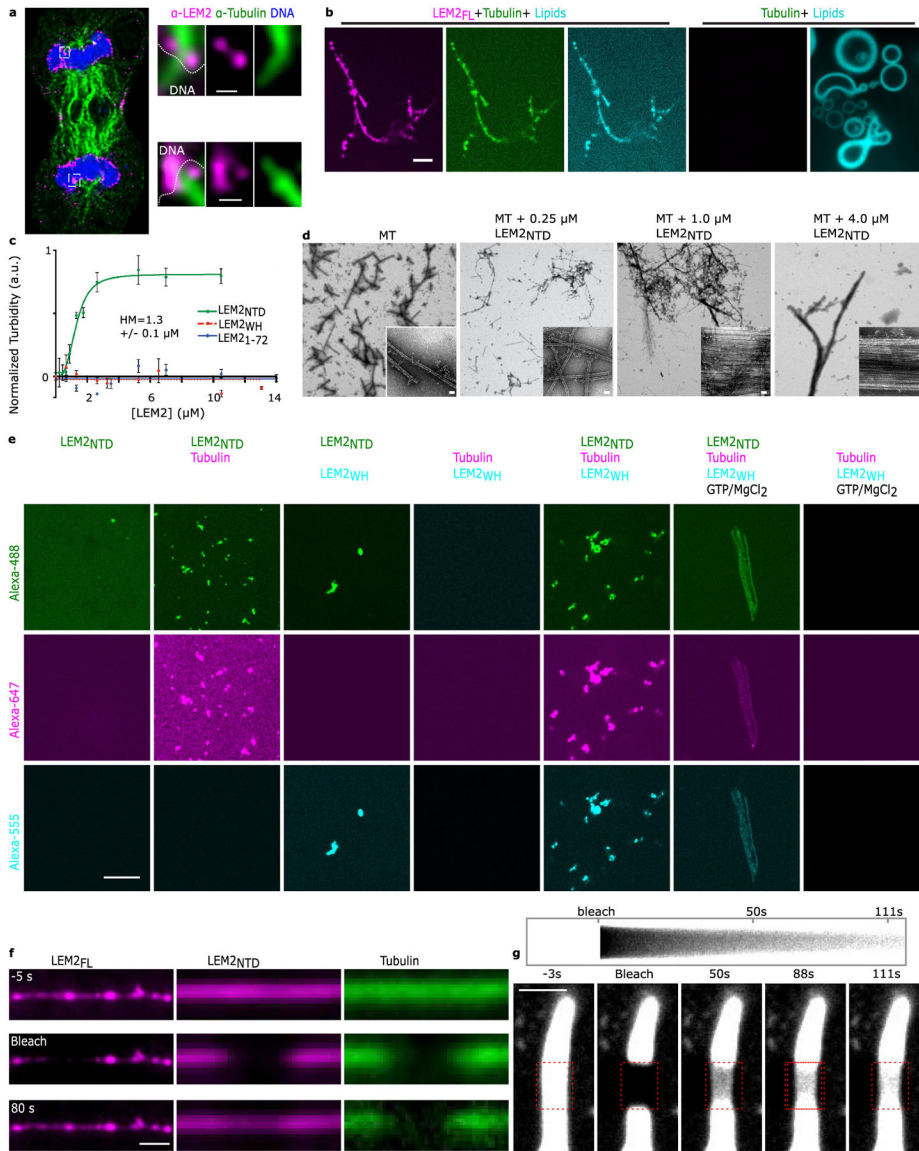 a
α-LEM2 α-Tubulin DNA
DNA
DNA
b
LEM2FL+Tubulin+ Lipids
Tubulin+ Lipids
c
Normalized Turbidity (a.u.)
1
0
2
6
10
14
[LEM2] (µM)
HM=1.3
+/- 0.1 µM
LEM2NTD
LEM2WH
LEM21-72
d
MT
MT + 0.25 µM
LEM2NTD
MT + 1.0 µM
LEM2NTD
MT + 4.0 µM
LEM2NTD
e
LEM2NTD
LEM2NTD
Tubulin
LEM2NTD
LEM2WH
Tubulin
LEM2WH
LEM2NTD
Tubulin
LEM2WH
LEM2NTD
Tubulin
LEM2WH
GTP/MgCl2
Tubulin
LEM2WH
GTP/MgCl2
Alexa-488
Alexa-647
Alexa-555
f
LEM2FL
LEM2NTD
Tubulin
-5 s
Bleach
80 s
g
bleach
50s
111s
-3s
Bleach
50s
88s
111s